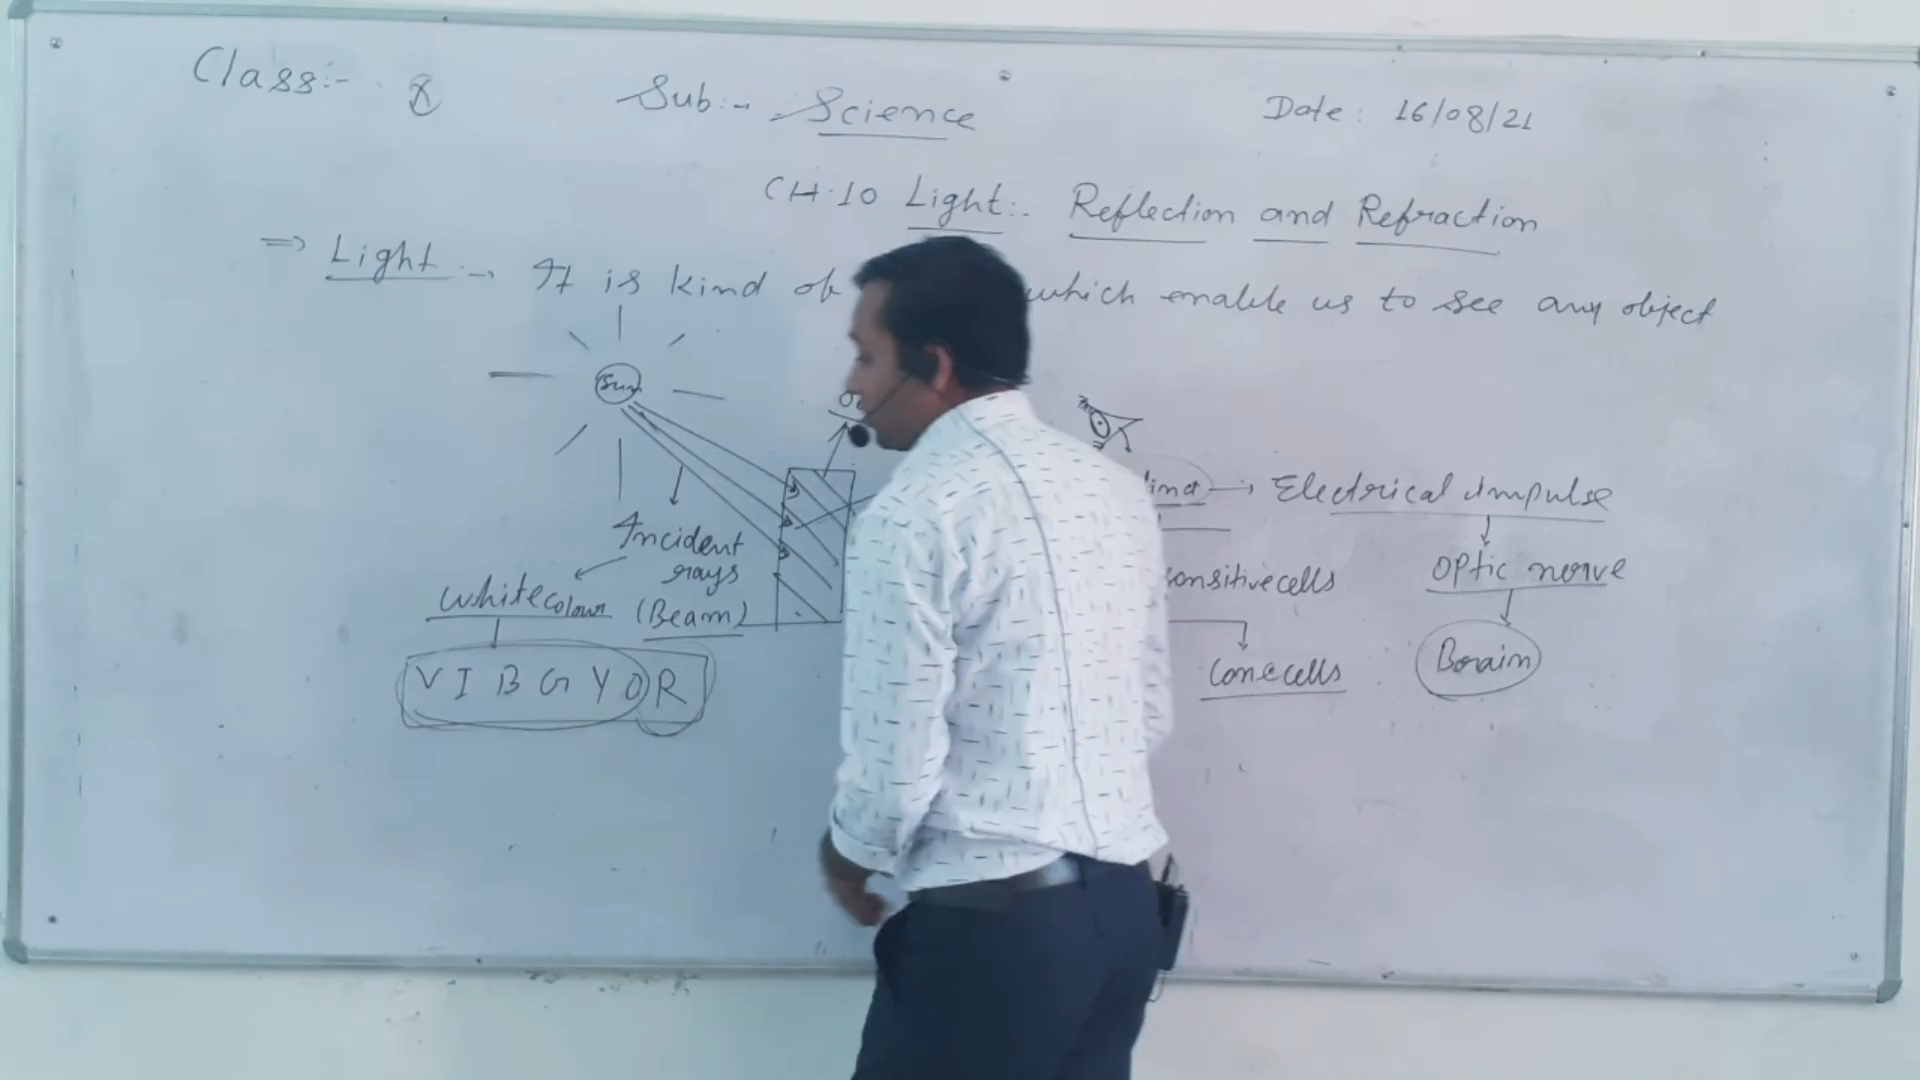 Class:- X
Sub:- Science
Date: 16/08/21
CH.10 Light:- Reflection and Refraction
=> Light:- It is kind of which enable us to see any object
Sun
Electrical impulse
Incident rays
(Beam)
Optic nerve
sensitive cells
white colour
Brain
Cone cells
V I B G Y O R